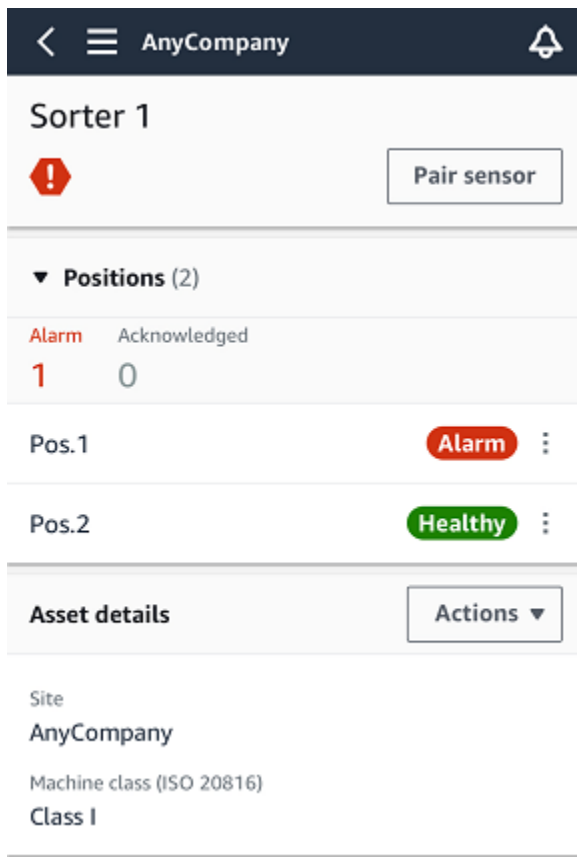 AnyCompany
Sorter 1
Pair sensor
Positions (2)
Alarm Acknowledged
1 0
Pos.1 Alarm
Pos.2 Healthy
Asset details Actions
Site
AnyCompany
Machine class (ISO 20816)
Class I